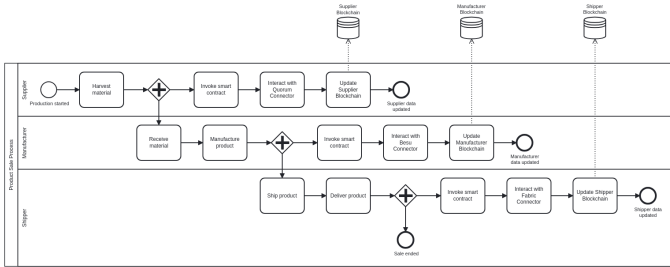 Supplier
Blockchain
Manufacturer
Blockchain
Shipper
Blockchain
Product Sale Process
Supplier
Production started
Harvest
material
Invoke smart
contract
Interact with
Quorum
Connector
Update
Supplier
Blockchain
Supplier data
updated
Manufacturer
Receive
material
Manufacture
product
Invoke smart
contract
Interact with
Besu
Connector
Update
Manufacturer
Blockchain
Manufacturer
data updated
Shipper
Ship product
Deliver product
Invoke smart
contract
Interact with
Fabric
Connector
Update Shipper
Blockchain
Shipper data
updated
Sale ended